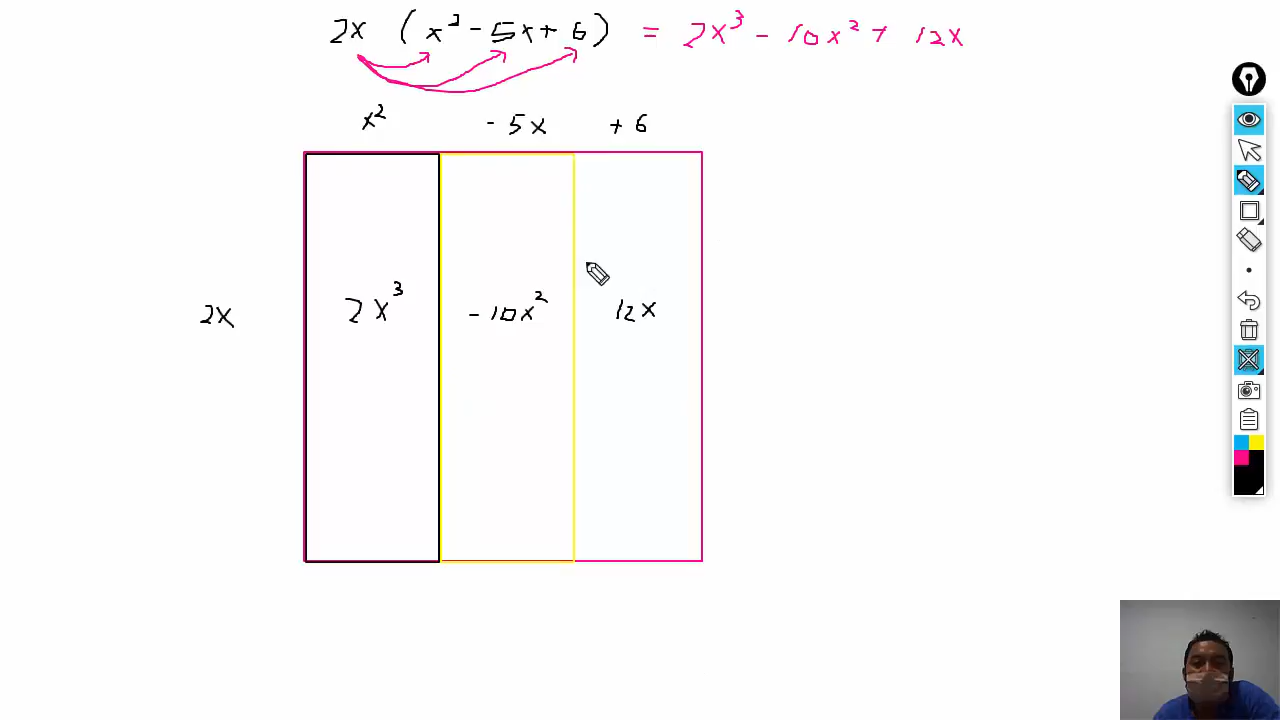 2x (x² - 5x + 6) = 2x³ - 10x² + 12x
x² - 5x + 6
2x 2x³ - 10x² 12x